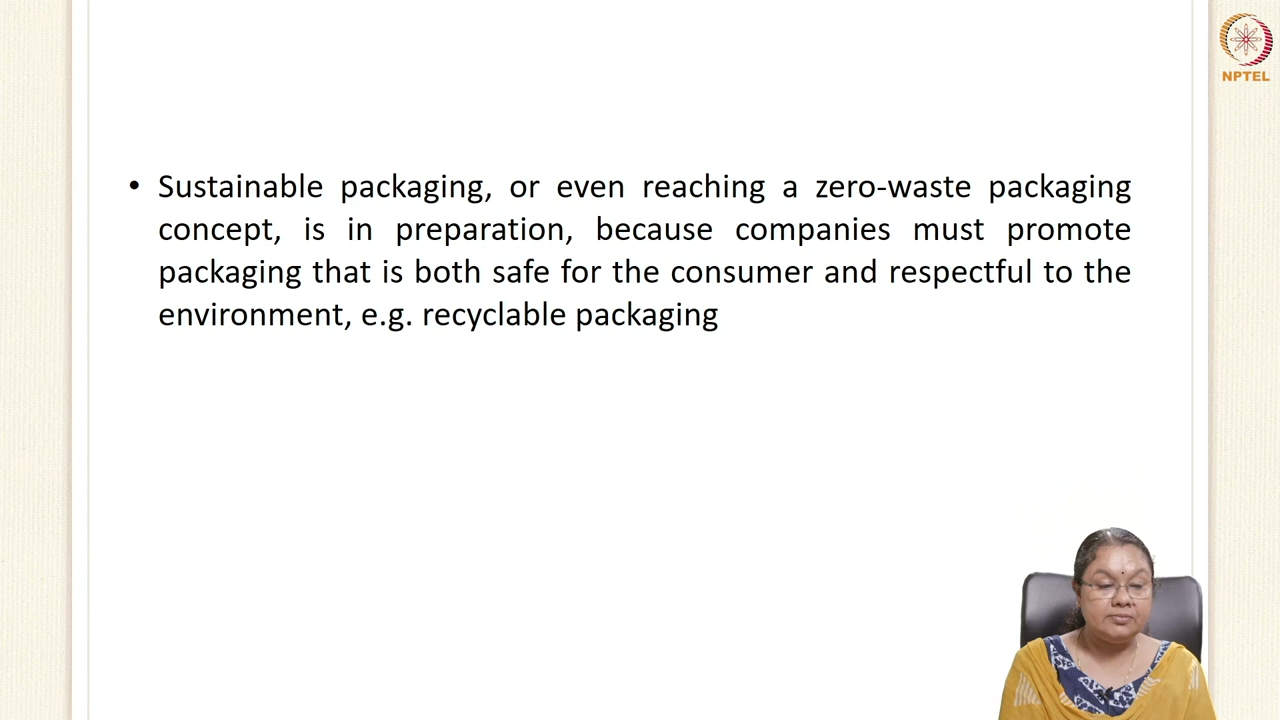 NPTEL
• Sustainable packaging, or even reaching a zero-waste packaging
concept, is in preparation, because companies must promote
packaging that is both safe for the consumer and respectful to the
environment, e.g. recyclable packaging